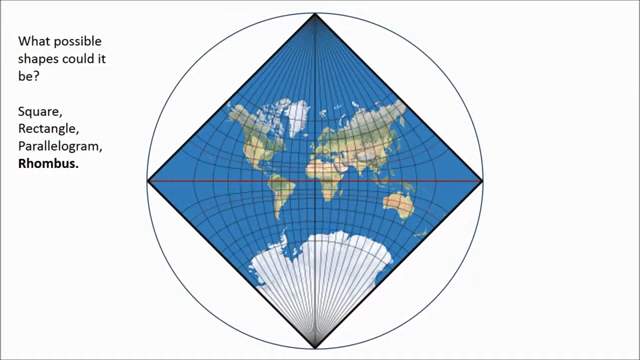 What possible
shapes could it
be?
Square,
Rectangle,
Parallelogram,
Rhombus.